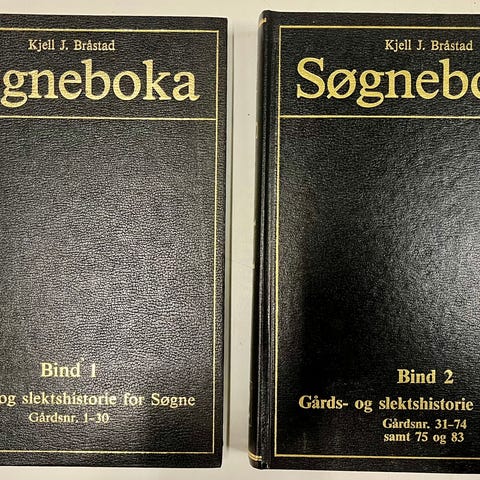 Kjell J. Bråstad
gneboka
Bind 1
og slektshistorie for Søgne
Gårdsnr. 1-30
Kjell J. Bråstad
Søgnebo
Bind 2
Gårds- og slektshistorie
Gårdsnr. 31-74
samt 75 og 83